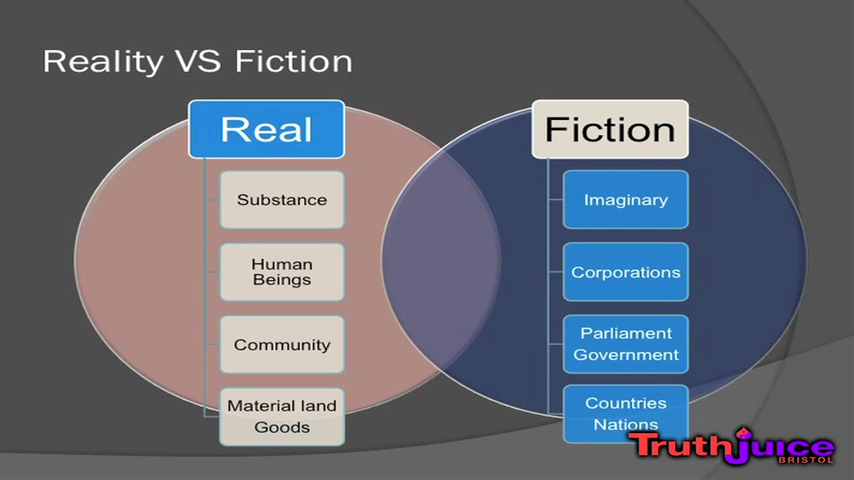 Reality VS Fiction
Real
Substance
Human
Beings
Community
Material land
Goods
Fiction
Imaginary
Corporations
Parliament
Government
Countries
Nations
Truthjuice
BRISTOL